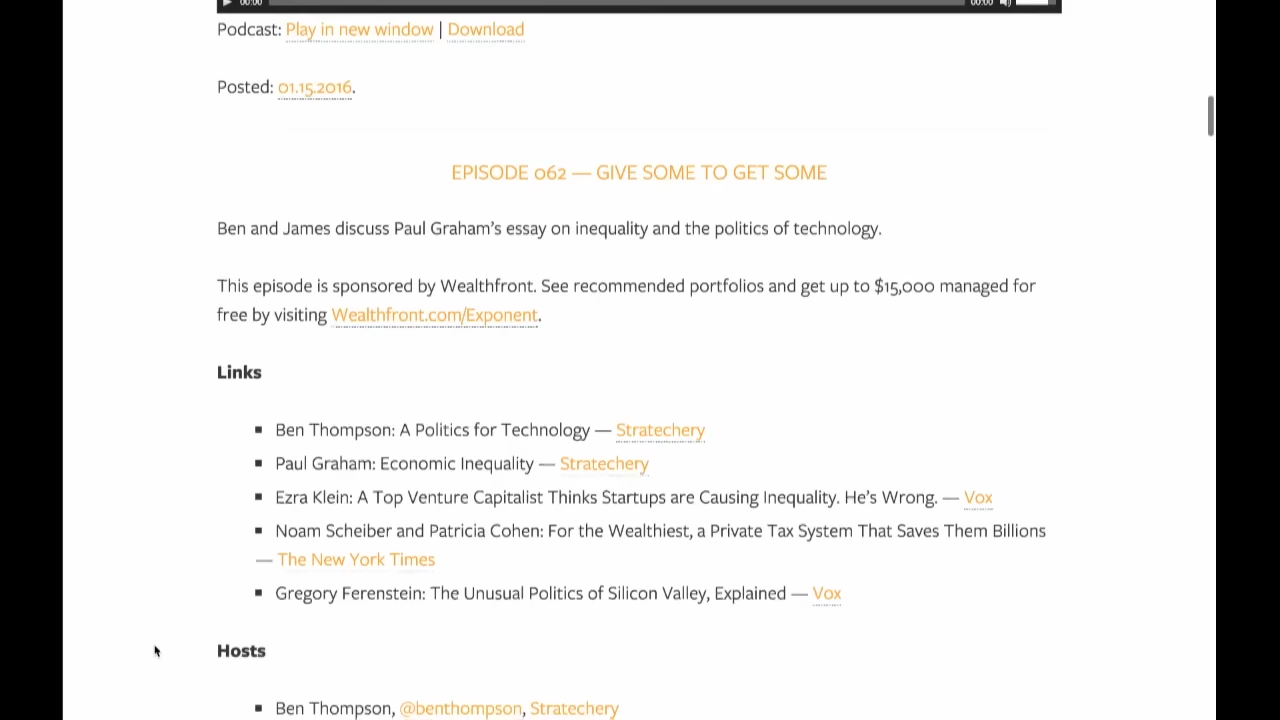 00:00 00:00
Podcast: Play in new window | Download
Posted: 01.15.2016.
EPISODE 062 — GIVE SOME TO GET SOME
Ben and James discuss Paul Graham’s essay on inequality and the politics of technology.
This episode is sponsored by Wealthfront. See recommended portfolios and get up to $15,000 managed for
free by visiting Wealthfront.com/Exponent.
Links
Ben Thompson: A Politics for Technology — Stratechery
Paul Graham: Economic Inequality — Stratechery
Ezra Klein: A Top Venture Capitalist Thinks Startups are Causing Inequality. He’s Wrong. — Vox
Noam Scheiber and Patricia Cohen: For the Wealthiest, a Private Tax System That Saves Them Billions
— The New York Times
Gregory Ferenstein: The Unusual Politics of Silicon Valley, Explained — Vox
Hosts
Ben Thompson, @benthompson, Stratechery